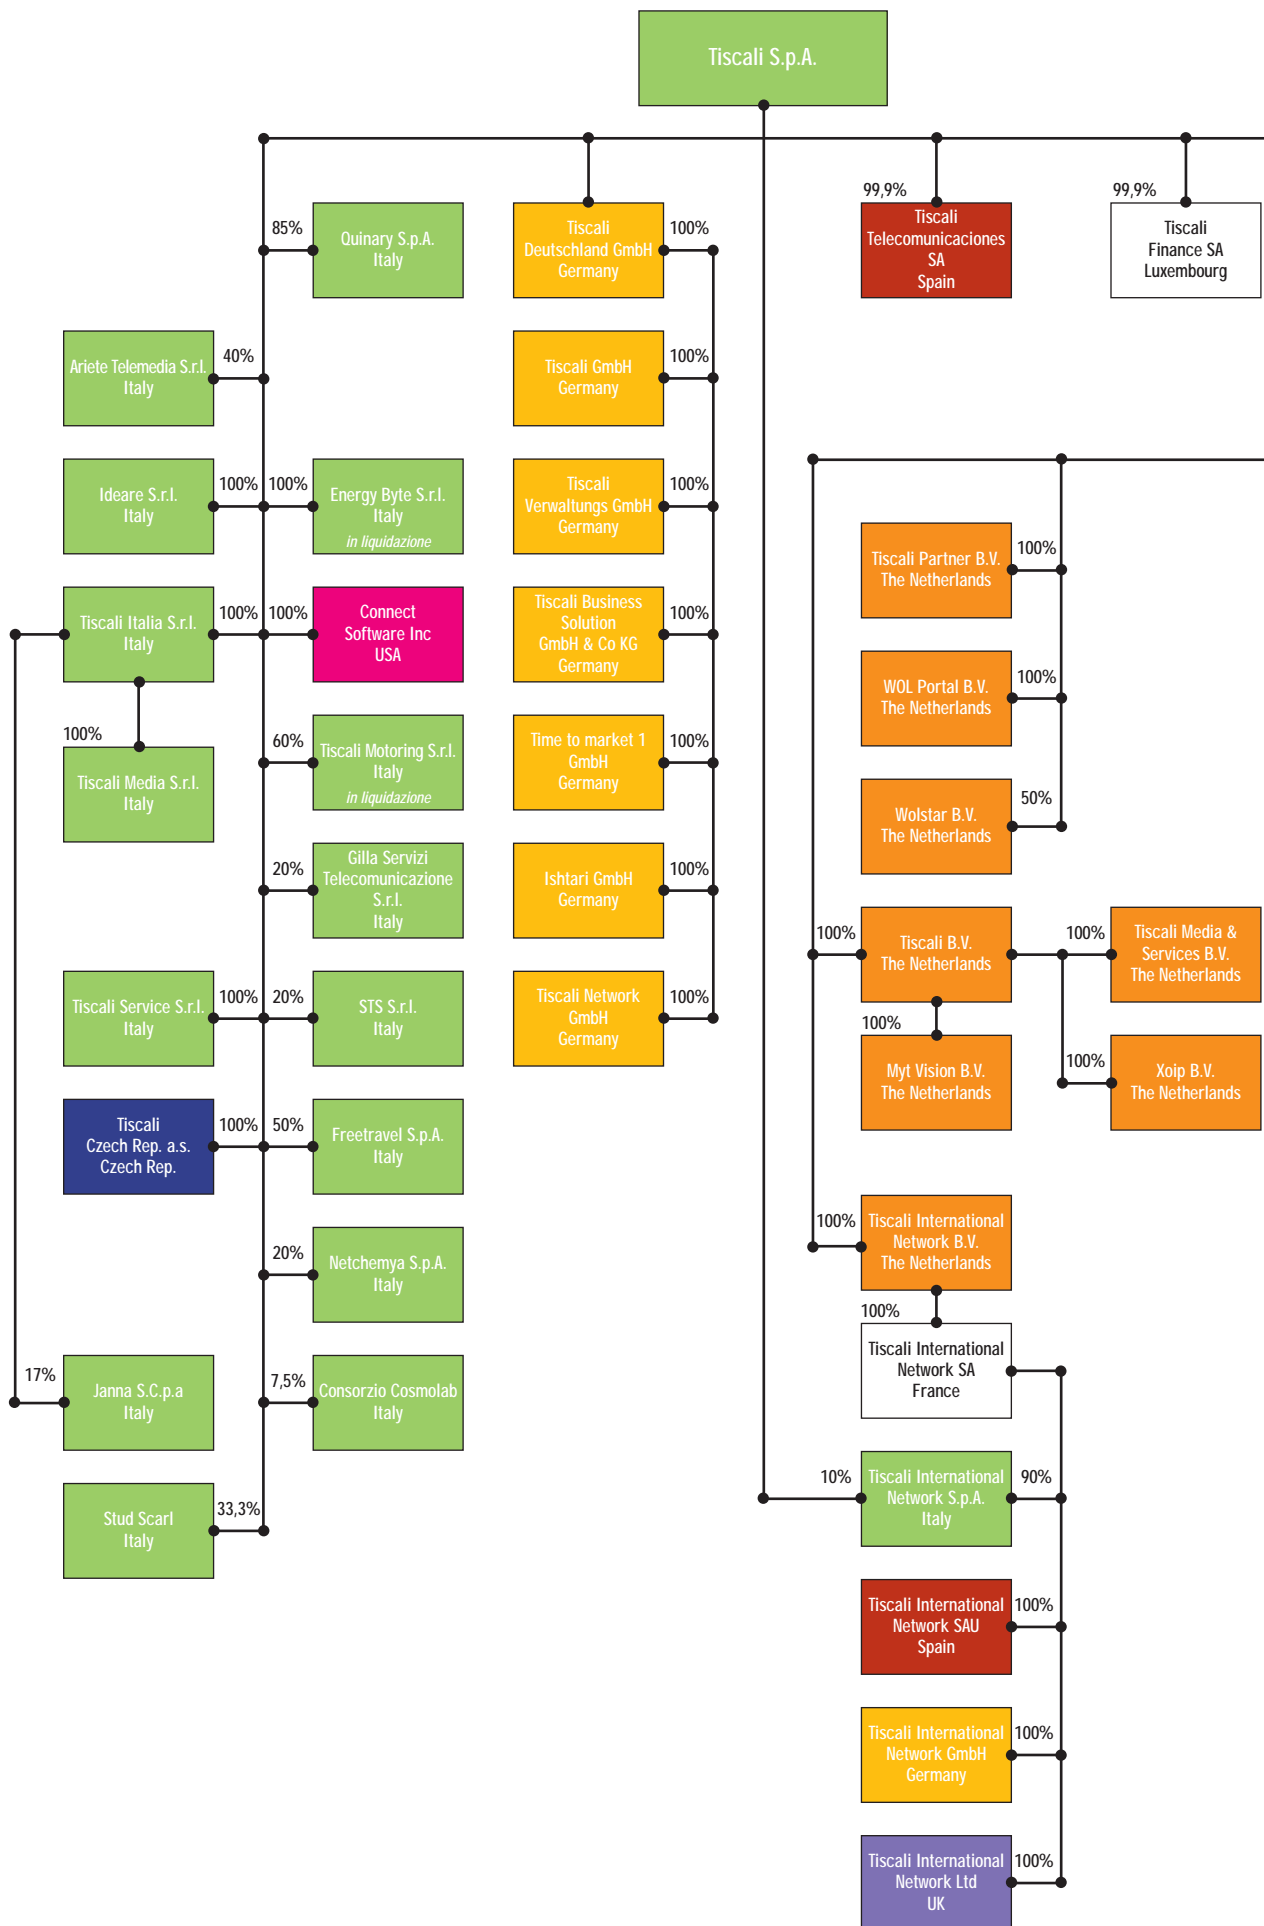 Tiscali S.p.A.
85%
Quinary S.p.A.
Italy
Ariete Telemedia S.r.l.
Italy
40%
Ideare S.r.l.
Italy
100%
100%
Energy Byte S.r.l.
Italy
in liquidazione
Tiscali Italia S.r.l.
Italy
100%
100%
Connect
Software Inc
USA
100%
Tiscali Media S.r.l.
Italy
60%
Tiscali Motoring S.r.l.
Italy
in liquidazione
20%
Gilla Servizi
Telecomunicazione
S.r.l.
Italy
Tiscali Service S.r.l.
Italy
100%
20%
STS S.r.l.
Italy
Tiscali
Czech Rep. a.s.
Czech Rep.
100%
50%
Freetravel S.p.A.
Italy
20%
Netchemya S.p.A.
Italy
17%
Janna S.C.p.a
Italy
7,5%
Consorzio Cosmolab
Italy
Stud Scarl
Italy
33,3%
Tiscali
Deutschland GmbH
Germany
100%
Tiscali GmbH
Germany
100%
Tiscali
Verwaltungs GmbH
Germany
100%
Tiscali Business
Solution
GmbH & Co KG
Germany
100%
Time to market 1
GmbH
Germany
100%
Ishtari GmbH
Germany
100%
Tiscali Network
GmbH
Germany
100%
99,9%
Tiscali
Telecomunicaciones
SA
Spain
99,9%
Tiscali
Finance SA
Luxembourg
Tiscali Partner B.V.
The Netherlands
100%
WOL Portal B.V.
The Netherlands
100%
Wolstar B.V.
The Netherlands
50%
100%
Tiscali B.V.
The Netherlands
100%
Tiscali Media &
Services B.V.
The Netherlands
100%
Myt Vision B.V.
The Netherlands
100%
Xoip B.V.
The Netherlands
100%
Tiscali International
Network B.V.
The Netherlands
100%
Tiscali International
Network SA
France
10%
Tiscali International
Network S.p.A.
Italy
90%
Tiscali International
Network SAU
Spain
100%
Tiscali International
Network GmbH
Germany
100%
Tiscali International
Network Ltd
UK
100%